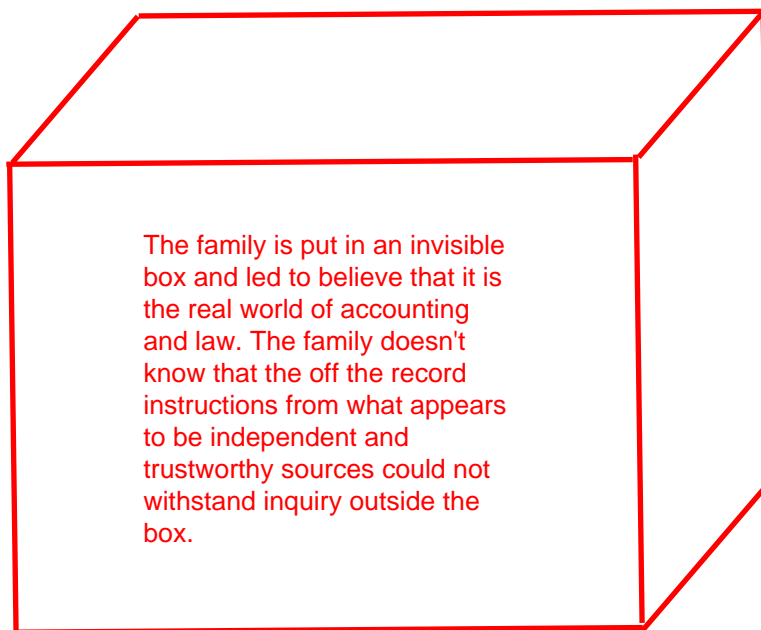 The family is put in an invisible
box and led to believe that it is
the real world of accounting
and law. The family doesn't
know that the off the record
instructions from what appears
to be independent and
trustworthy sources could not
withstand inquiry outside the
box.